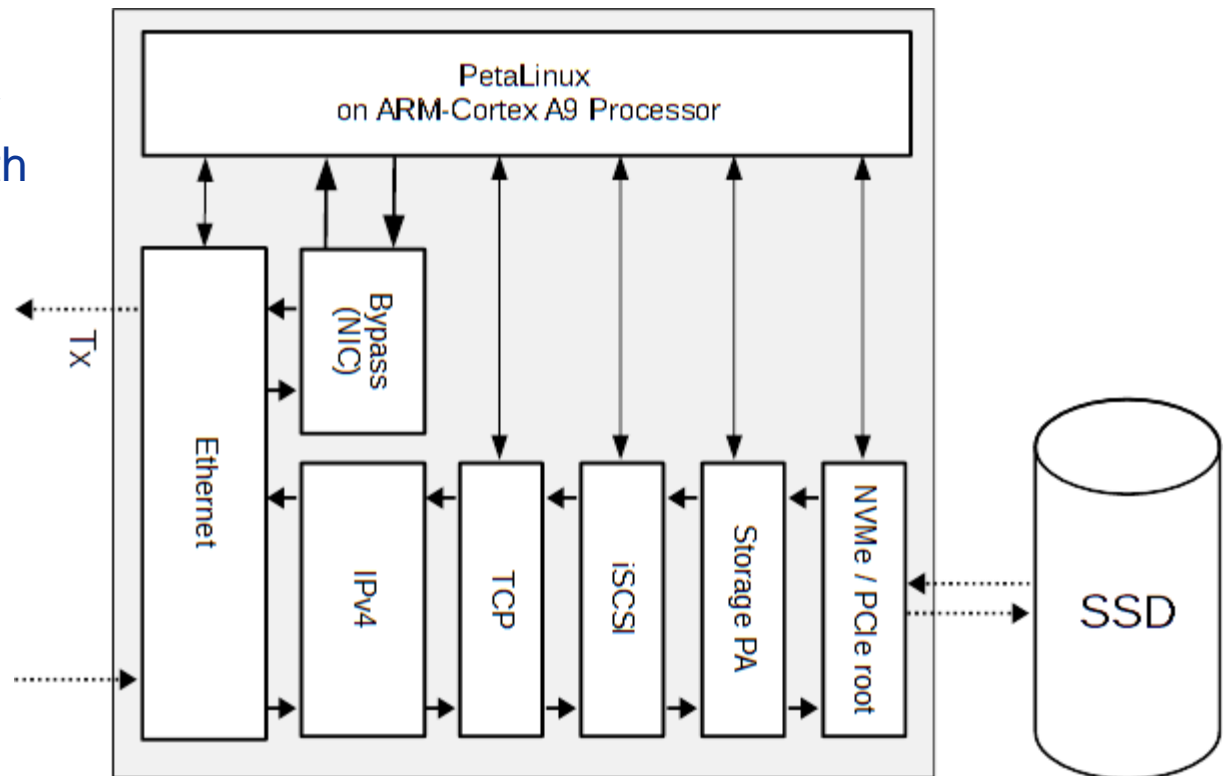 PetaLinux
on ARM-Cortex A9 Processor
Bypass
(NIC)
Tx
Ethernet
IPv4
TCP
iSCSI
Storage PA
NVMe / PCIe root
SSD